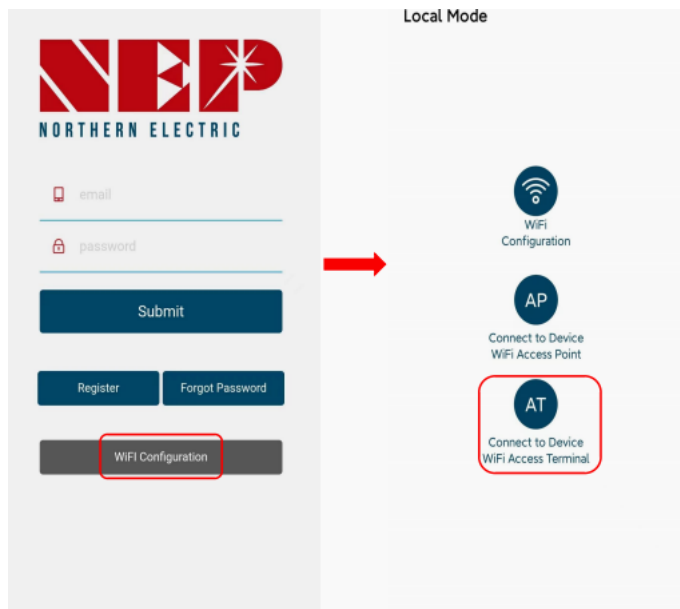 NEP
NORTHERN ELECTRIC
email
password
Submit
Register
Forgot Password
WiFI Configuration
Local Mode
WiFi
Configuration
AP
Connect to Device
WiFi Access Point
AT
Connect to Device
WiFi Access Terminal